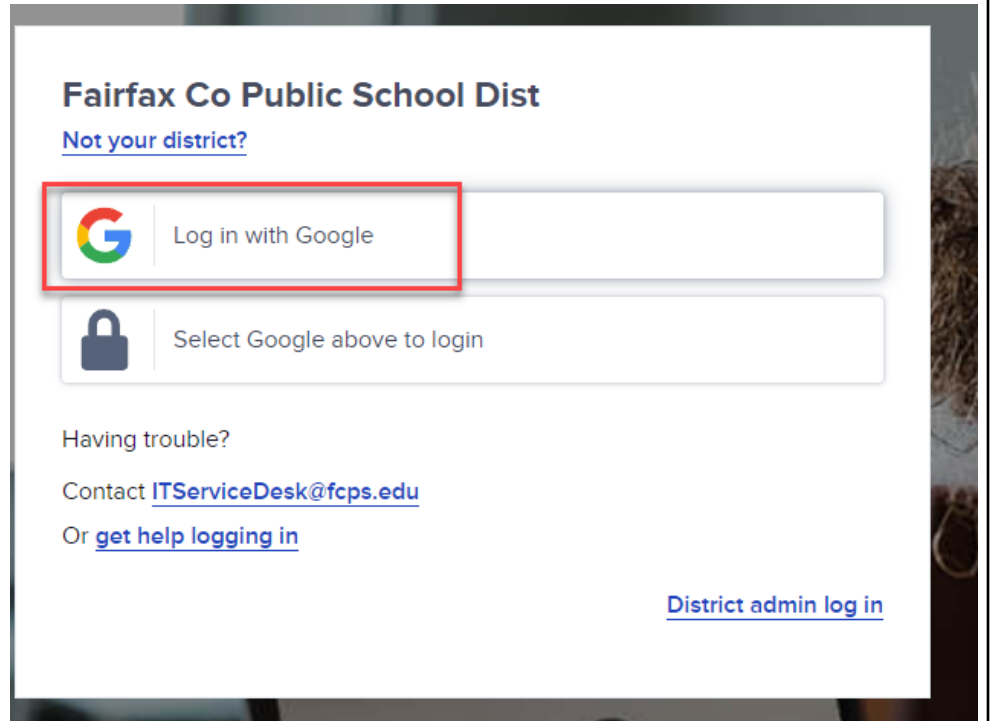 Fairfax Co Public School Dist
Not your district?
Log in with Google
Select Google above to login
Having trouble?
Contact ITServiceDesk@fcps.edu
Or get help logging in
District admin log in